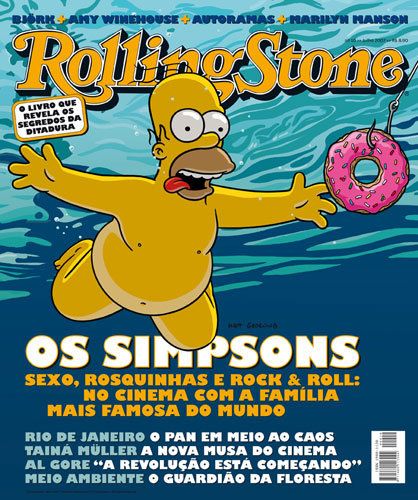 BJÖRK + AMY WINEHOUSE + AUTORAMAS + MARILYN MANSON
RollingStone
O LIVRO QUE
REVELA OS
SEGREDOS DA
DITADURA
MATT GROENING
OS SIMPSONS
SEXO, ROSQUINHAS E ROCK & ROLL:
NO CINEMA COM A FAMÍLIA
MAIS FAMOSA DO MUNDO
RIO DE JANEIRO O PAN EM MEIO AO CAOS
TAINÁ MÜLLER A NOVA MUSA DO CINEMA
AL GORE “A REVOLUÇÃO ESTÁ COMEÇANDO”
MEIO AMBIENTE O GUARDIÃO DA FLORESTA